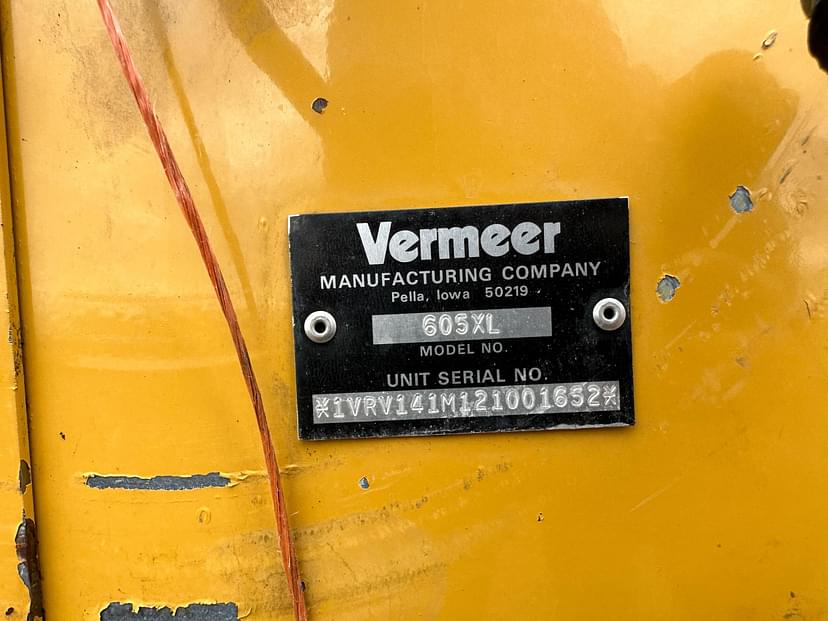 Vermeer
MANUFACTURING COMPANY
Pella, Iowa 50219
605XL
MODEL NO.
UNIT SERIAL NO.
*1VRV141M121001652*